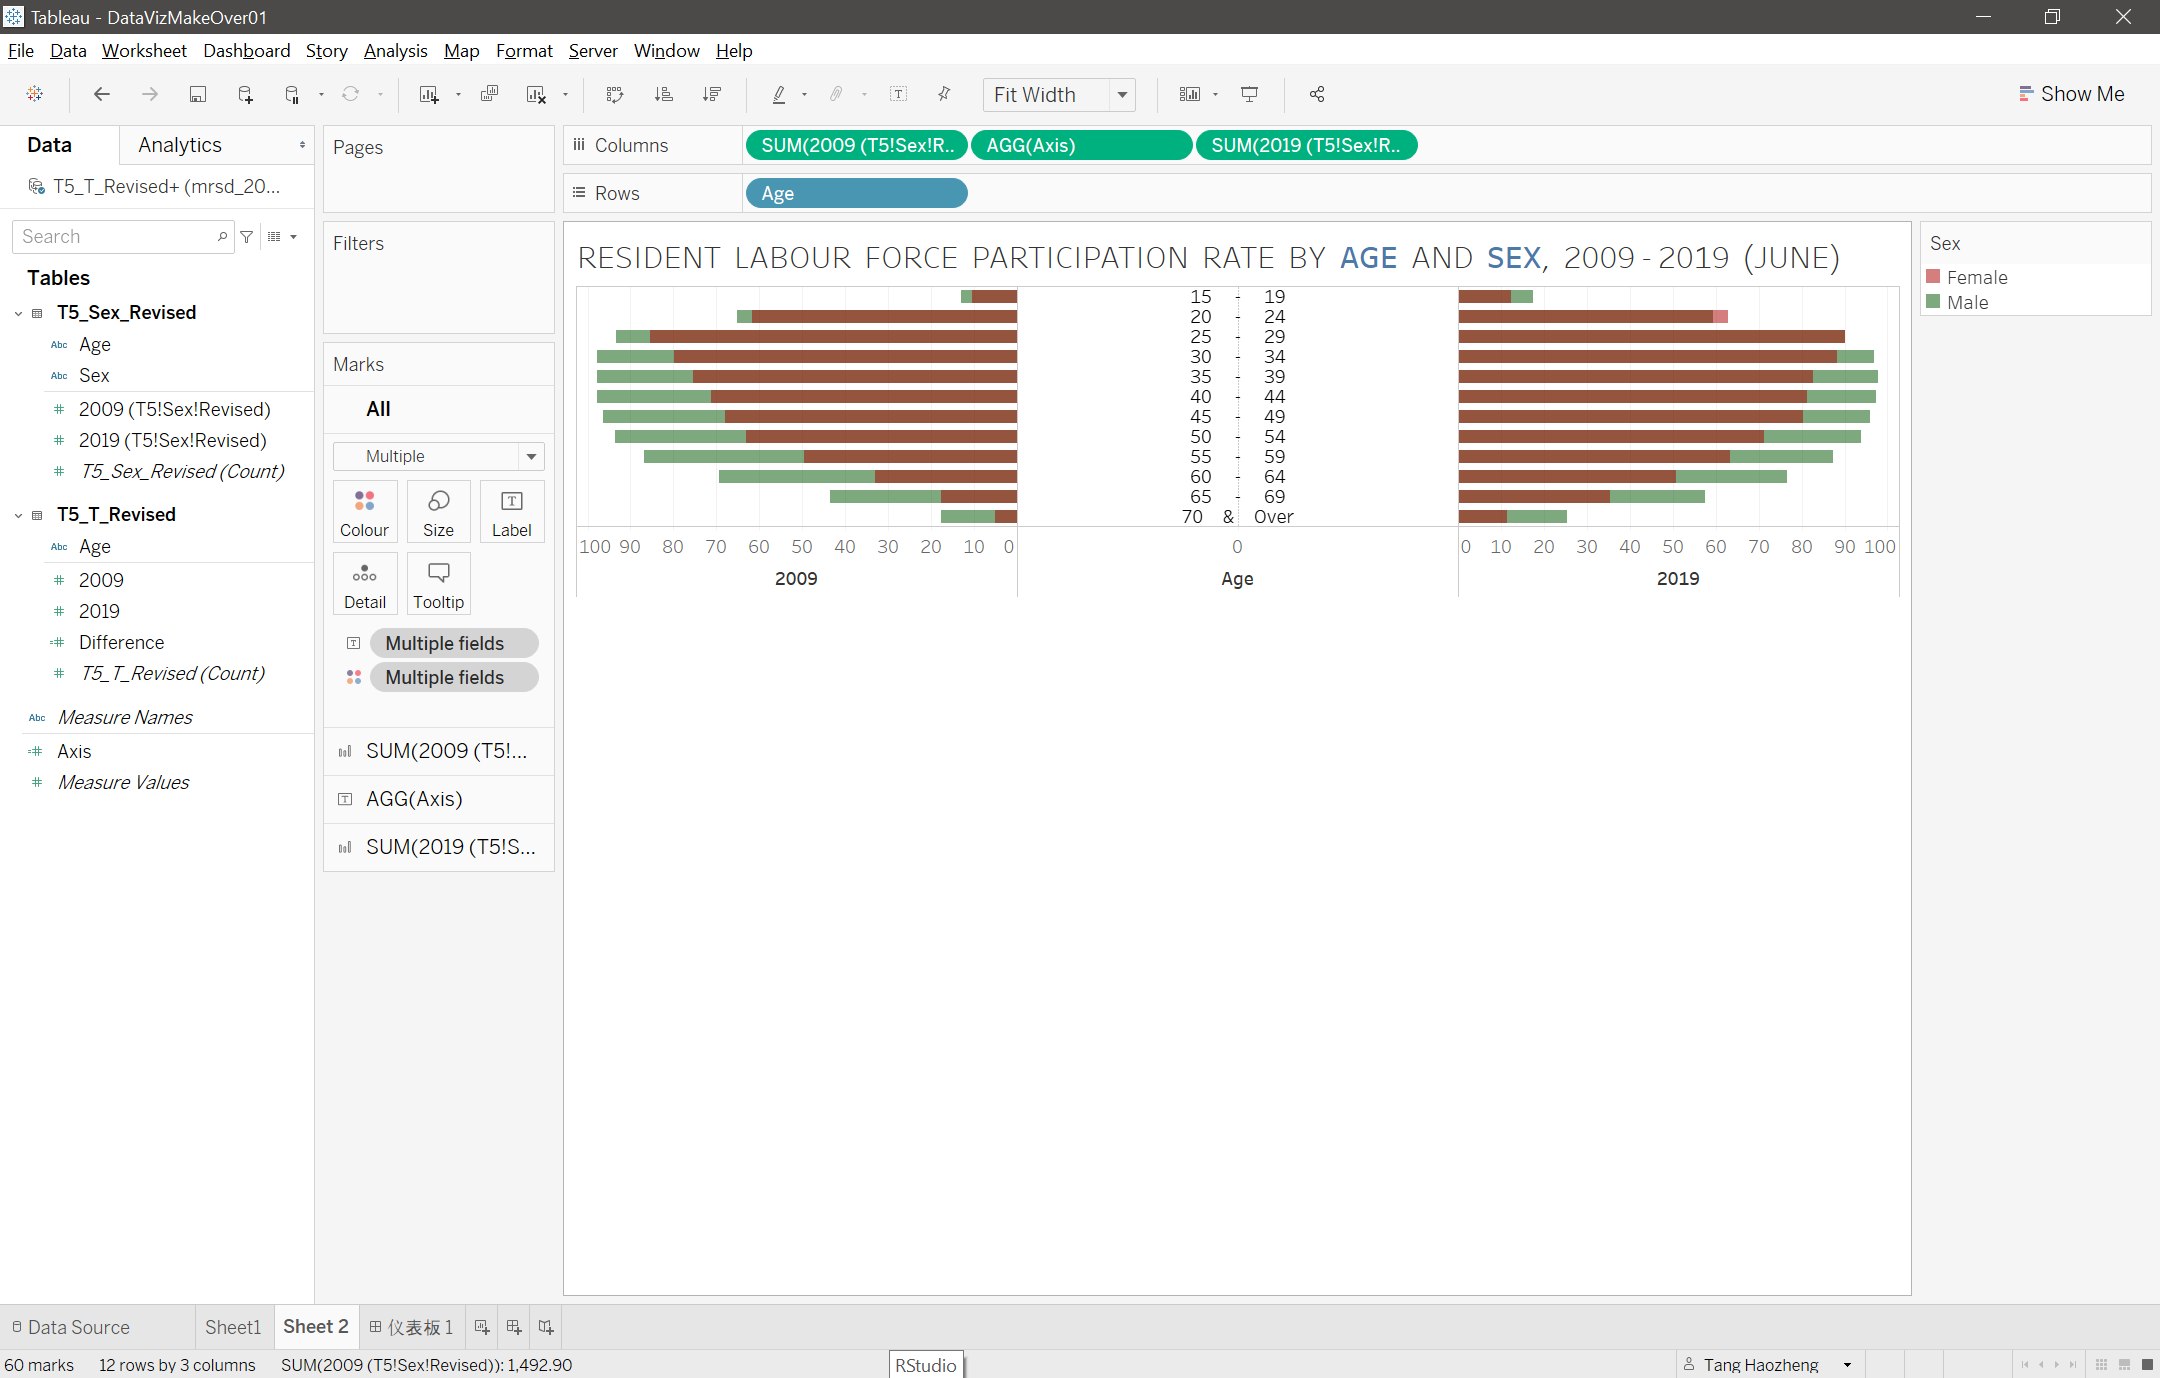 Tableau - DataVizMakeOver01
File Data Worksheet Dashboard Story Analysis Map Format Server Window Help
Fit Width
Show Me
Data Analytics
T5_T_Revised+ (mrsd_20...
Search
Tables
T5_Sex_Revised
Abc Age
Abc Sex
# 2009 (T5!Sex!Revised)
# 2019 (T5!Sex!Revised)
# T5_Sex_Revised (Count)
T5_T_Revised
Abc Age
# 2009
# 2019
=# Difference
# T5_T_Revised (Count)
Abc Measure Names
=# Axis
# Measure Values
Pages
Filters
Marks
All
Multiple
Colour Size Label
Detail Tooltip
Multiple fields
Multiple fields
SUM(2009 (T5!...
AGG(Axis)
SUM(2019 (T5!S...
Columns SUM(2009 (T5!Sex!R.. AGG(Axis) SUM(2019 (T5!Sex!R..
Rows Age
RESIDENT LABOUR FORCE PARTICIPATION RATE BY AGE AND SEX, 2009 - 2019 (JUNE)
15 - 19
20 - 24
25 - 29
30 - 34
35 - 39
40 - 44
45 - 49
50 - 54
55 - 59
60 - 64
65 - 69
70 & Over
100 90 80 70 60 50 40 30 20 10 0 0 0 10 20 30 40 50 60 70 80 90 100
2009 Age 2019
Sex
Female
Male
Data Source Sheet1 Sheet 2 仪表板 1
60 marks 12 rows by 3 columns SUM(2009 (T5!Sex!Revised)): 1,492.90 RStudio Tang Haozheng